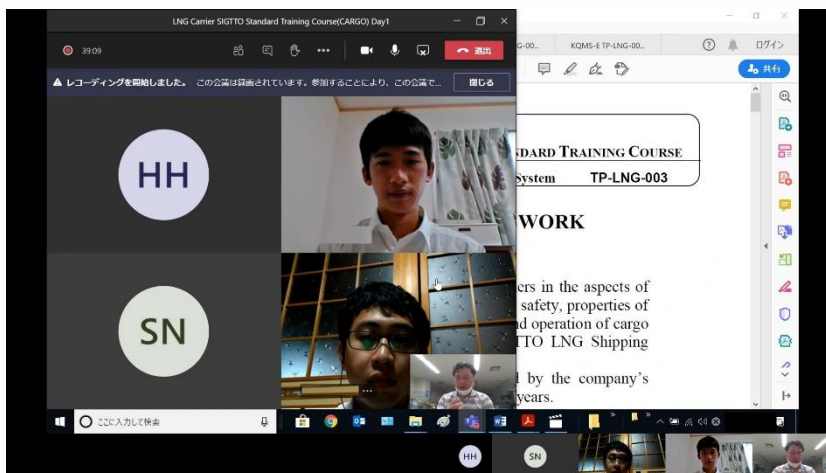 LNG Carrier SIGTTO Standard Training Course(CARGO) Day1
39:09
退出
レコーディングを開始しました。 この会議は録画されています。参加することにより、この会議で...
閉じる
HH
SN
G-00...
KQMS-E TP-LNG-00...
ログイン
共有
NDARD TRAINING COURSE
System TP-LNG-003
WORK
ers in the aspects of
safety, properties of
nd operation of cargo
TTO LNG Shipping
by the company's
years.
ここに入力して検索
HH
SN